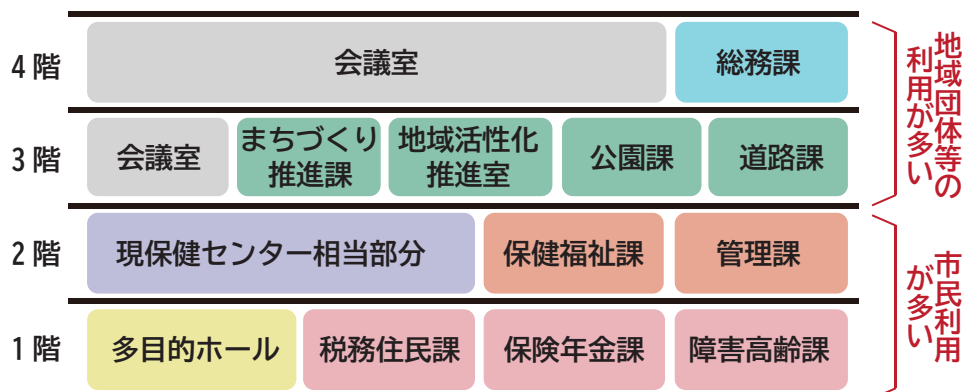 4階
会議室
総務課
3階
会議室
まちづくり
推進課
地域活性化
推進室
公園課
道路課
地域団体等の
利用が多い
2階
現保健センター相当部分
保健福祉課
管理課
1階
多目的ホール
税務住民課
保険年金課
障害高齢課
市民利用
が多い